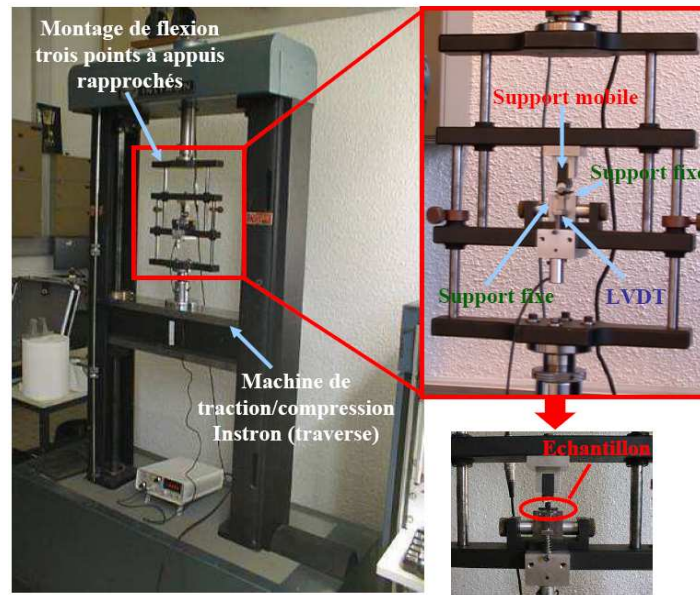 Montage de flexion
trois points à appuis
rapprochés
Support mobile
Support fixe
Support fixe
LVDT
Machine de
traction/compression
Instron (traverse)
Echantillon